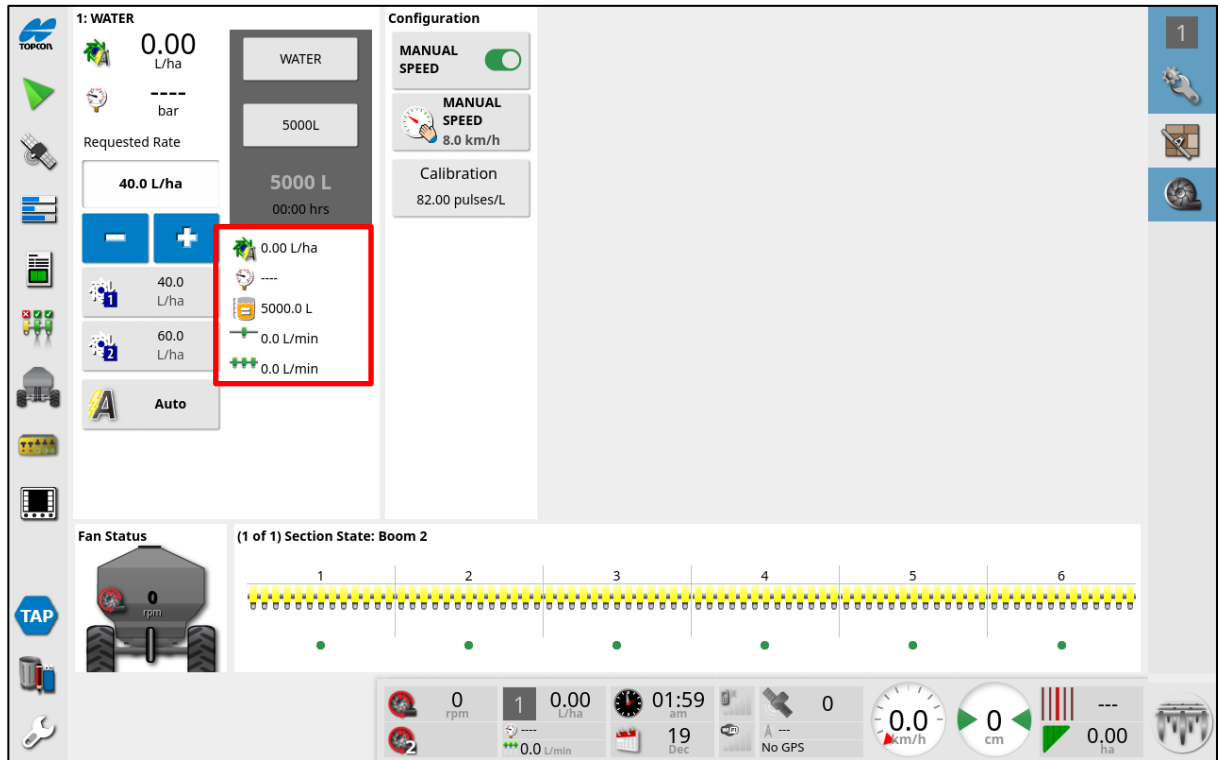 TOPCON
1: WATER
0.00
L/ha
----
bar
Requested Rate
40.0 L/ha
1
40.0
L/ha
2
60.0
L/ha
A
Auto
WATER
5000L
5000 L
00:00 hrs
0.00 L/ha
----
5000.0 L
0.0 L/min
0.0 L/min
Configuration
MANUAL
SPEED
MANUAL
SPEED
8.0 km/h
Calibration
82.00 pulses/L
1
TAP
Fan Status
0
rpm
(1 of 1) Section State: Boom 2
1 2 3 4 5 6
0
rpm
2
1
0.00
L/ha
----
0.0 L/min
01:59
am
19
Dec
0
A ---
No GPS
0.0
km/h
0
cm
---
0.00
ha